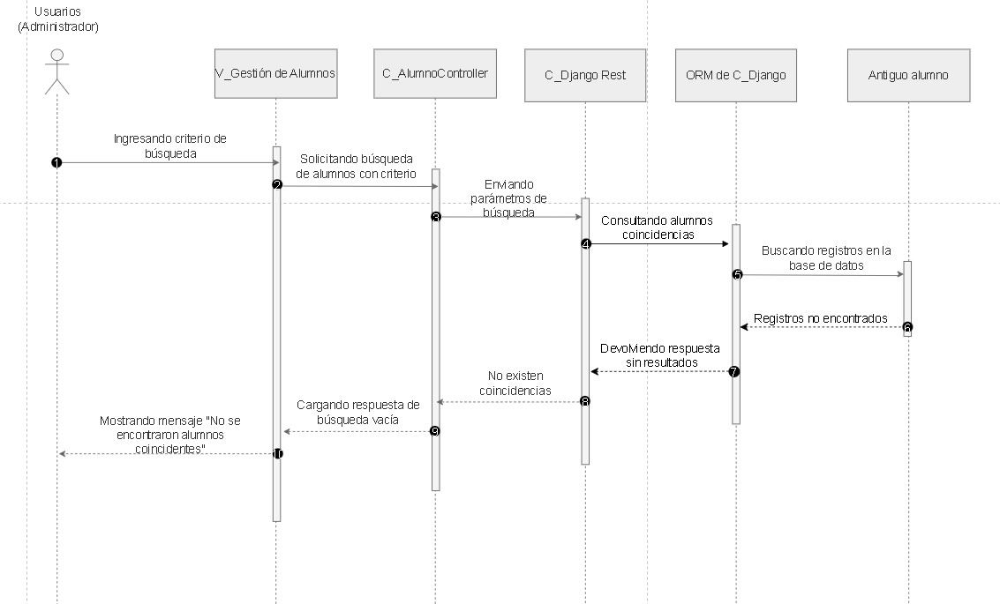 Usuarios
(Administrador)
V_Gestión de Alumnos
C_AlumnoController
C_Django Rest
ORM de C_Django
Antiguo alumno
Ingresando criterio de
búsqueda
1
Solicitando búsqueda
de alumnos con criterio
2
Enviando
parámetros de
búsqueda
3
Consultando alumnos
coincidencias
4
Buscando registros en la
base de datos
5
Registros no encontrados
6
Devolviendo respuesta
sin resultados
7
No existen
coincidencias
8
Cargando respuesta de
búsqueda vacía
9
Mostrando mensaje "No se
encontraron alumnos
coincidentes"
10